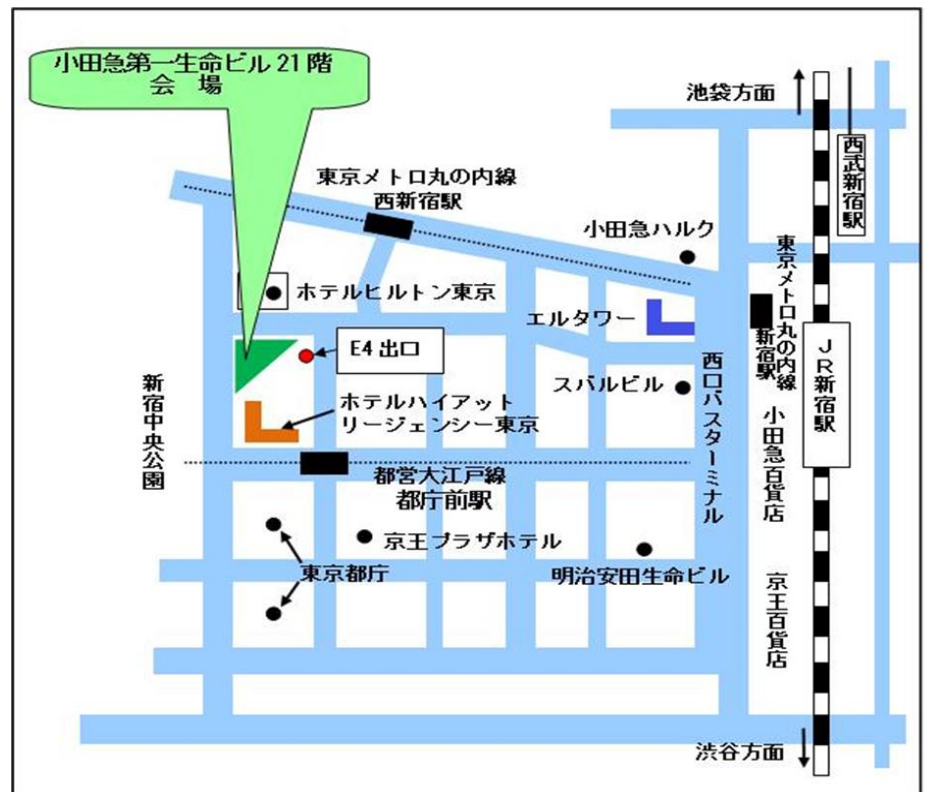 小田急第一生命ビル 21 階
会 場
池袋方面
西武新宿駅
東京メトロ丸の内線
西新宿駅
小田急ハルク
東京メトロ丸の内線
新宿駅
ホテルヒルトン東京
エルタワー
JR新宿駅
E4 出口
スバルビル
西口バスターミナル
新宿中央公園
ホテルハイアット
リージェンシー東京
小田急百貨店
都営大江戸線
都庁前駅
京王プラザホテル
東京都庁
明治安田生命ビル
京王百貨店
渋谷方面